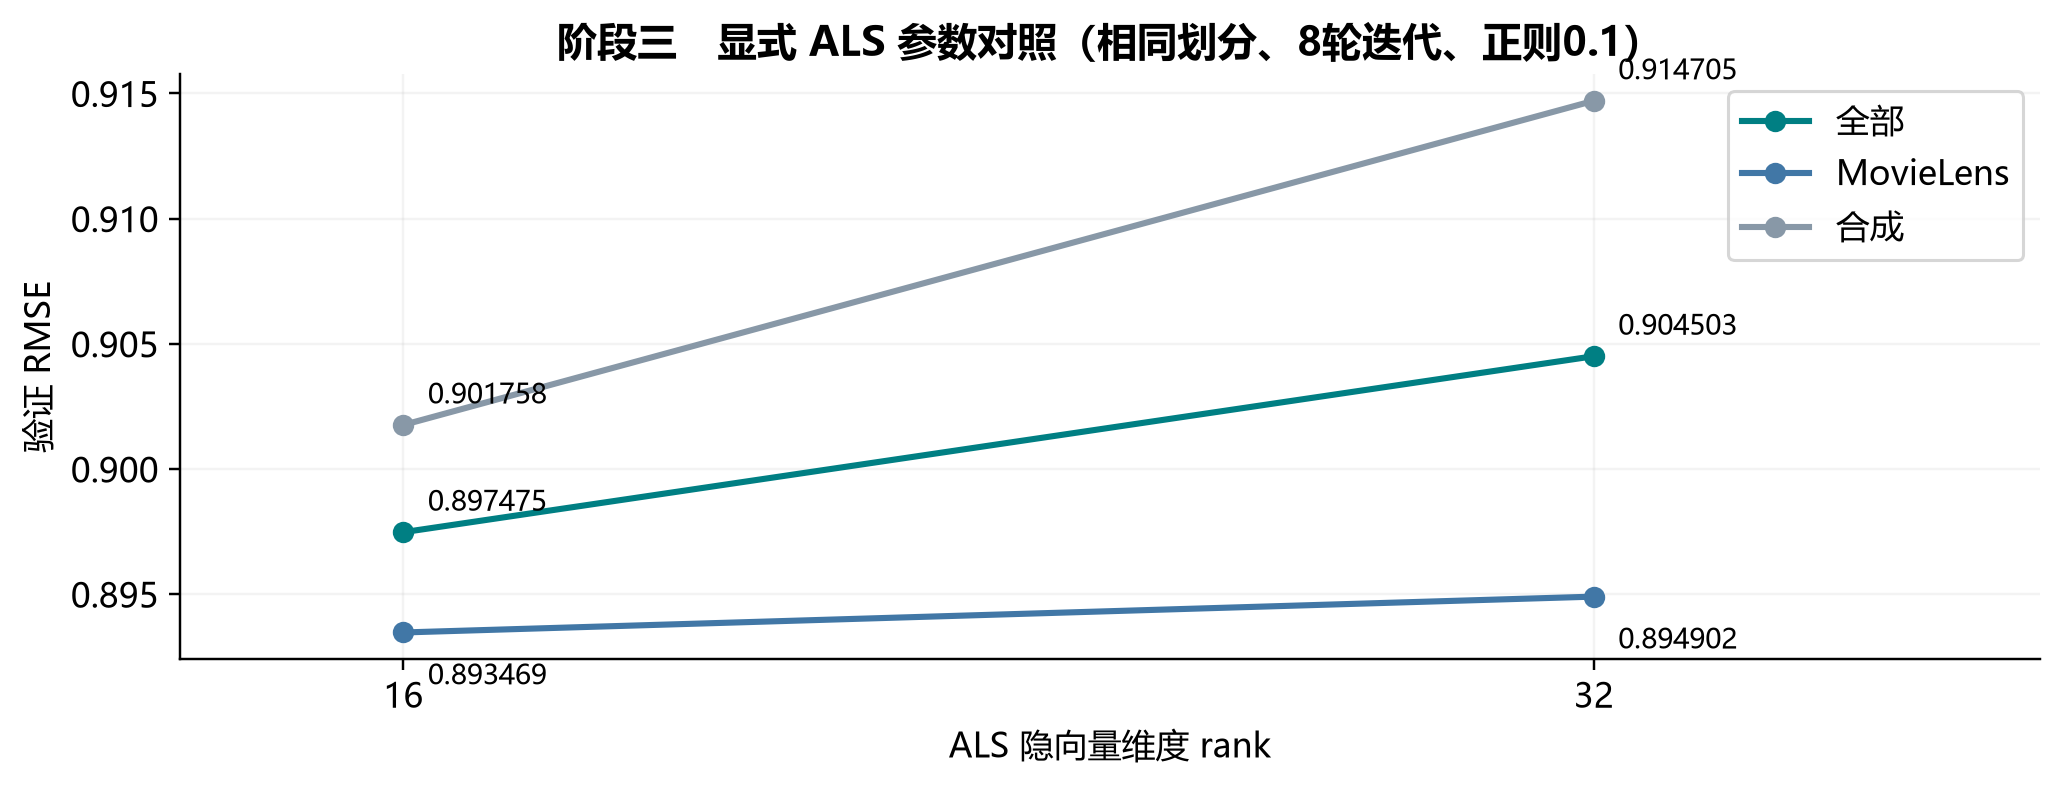 阶段三　显式 ALS 参数对照（相同划分、8轮迭代、正则0.1）
0.914705
0.915
全部
MovieLens
0.910
合成
0.904503
0.905
0.901758
验证 RMSE
0.900
0.897475
0.895
0.894902
0.893469
16
32
ALS 隐向量维度 rank